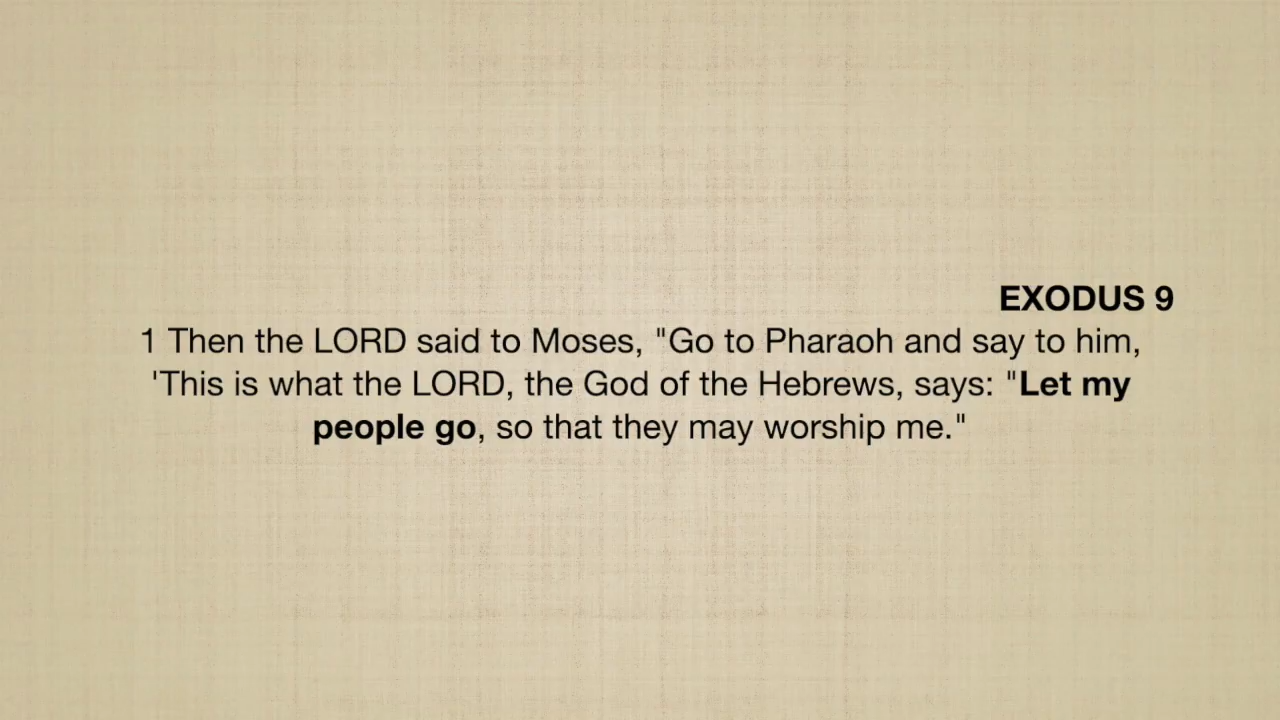 EXODUS 9
1 Then the LORD said to Moses, "Go to Pharaoh and say to him,
'This is what the LORD, the God of the Hebrews, says: "Let my
people go, so that they may worship me."